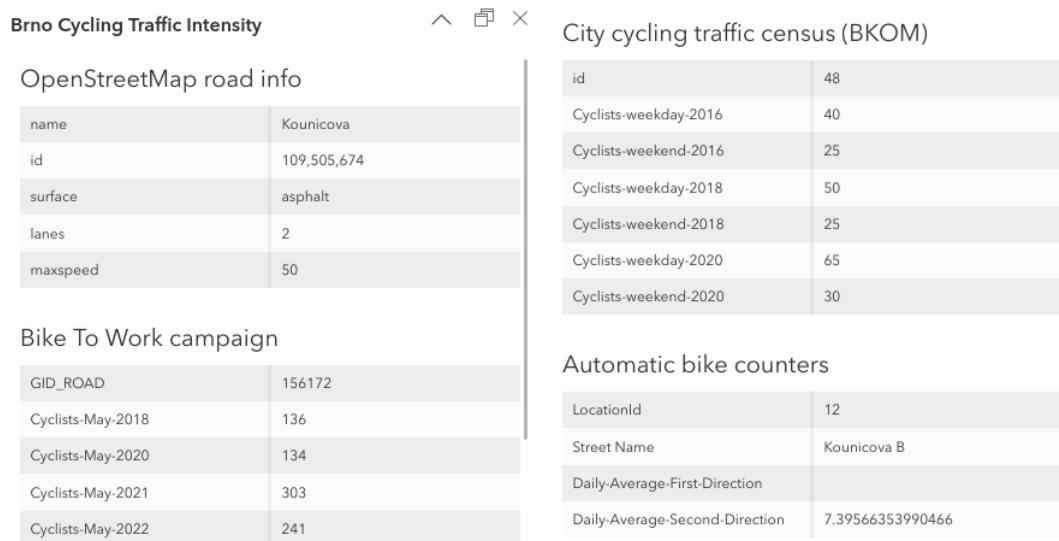 Brno Cycling Traffic Intensity
OpenStreetMap road info
name Kounicova
id 109,505,674
surface asphalt
lanes 2
maxspeed 50
Bike To Work campaign
GID_ROAD 156172
Cyclists-May-2018 136
Cyclists-May-2020 134
Cyclists-May-2021 303
Cyclists-May-2022 241
City cycling traffic census (BKOM)
id 48
Cyclists-weekday-2016 40
Cyclists-weekend-2016 25
Cyclists-weekday-2018 50
Cyclists-weekend-2018 25
Cyclists-weekday-2020 65
Cyclists-weekend-2020 30
Automatic bike counters
LocationId 12
Street Name Kounicova B
Daily-Average-First-Direction
Daily-Average-Second-Direction 7.39566353990466